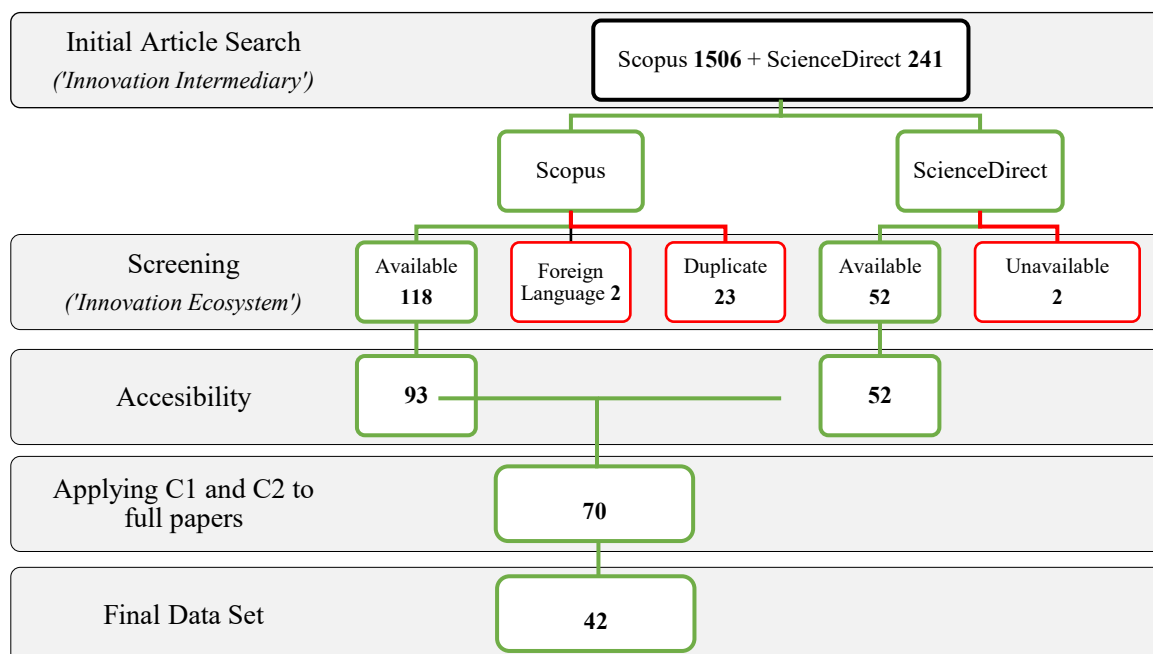 Initial Article Search
('Innovation Intermediary')
Scopus 1506 + ScienceDirect 241
Scopus
ScienceDirect
Screening
('Innovation Ecosystem')
Available
118
Foreign
Language 2
Duplicate
23
Available
52
Unavailable
2
Accesibility
93
52
Applying C1 and C2 to
full papers
70
Final Data Set
42